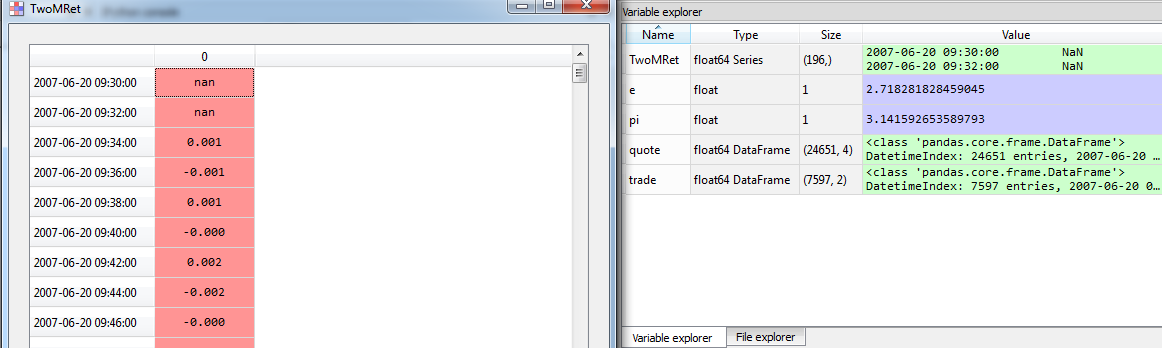 TwoMRet
0
2007-06-20 09:30:00 nan
2007-06-20 09:32:00 nan
2007-06-20 09:34:00 0.001
2007-06-20 09:36:00 -0.001
2007-06-20 09:38:00 0.001
2007-06-20 09:40:00 -0.000
2007-06-20 09:42:00 0.002
2007-06-20 09:44:00 -0.002
2007-06-20 09:46:00 -0.000
Variable explorer
Name Type Size Value
TwoMRet float64 Series (196,) 2007-06-20 09:30:00 NaN
2007-06-20 09:32:00 NaN
e float 1 2.718281828459045
pi float 1 3.141592653589793
quote float64 DataFrame (24651, 4) <class 'pandas.core.frame.DataFrame'>
DatetimeIndex: 24651 entries, 2007-06-20 …
trade float64 DataFrame (7597, 2) <class 'pandas.core.frame.DataFrame'>
DatetimeIndex: 7597 entries, 2007-06-20 0…
Variable explorer File explorer